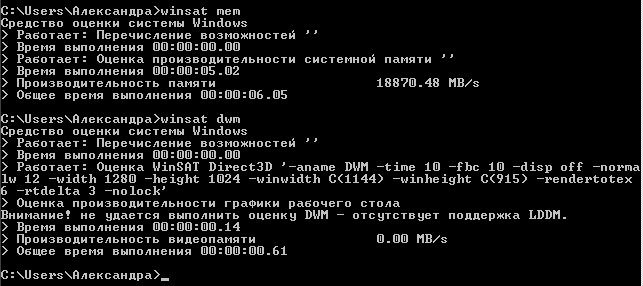 C:\Users\Александра>winsat mem
Средство оценки системы Windows
> Работает: Перечисление возможностей ''
> Время выполнения 00:00:00.00
> Работает: Оценка производительности системной памяти ''
> Время выполнения 00:00:05.02
> Производительность памяти 18870.48 MB/s
> Общее время выполнения 00:00:06.05
C:\Users\Александра>winsat dwm
Средство оценки системы Windows
> Работает: Перечисление возможностей ''
> Время выполнения 00:00:00.00
> Работает: Оценка WinSAT Direct3D '-aname DWM -time 10 -fbc 10 -disp off -norma
lw 12 -width 1280 -height 1024 -winwidth C(1144) -winheight C(915) -rendertotex
6 -rtdelta 3 -nolock'
> Оценка производительности графики рабочего стола
Внимание! не удается выполнить оценку DWM - отсутствует поддержка LDDM.
> Время выполнения 00:00:00.14
> Производительность видеопамяти 0.00 MB/s
> Общее время выполнения 00:00:00.61
C:\Users\Александра>_